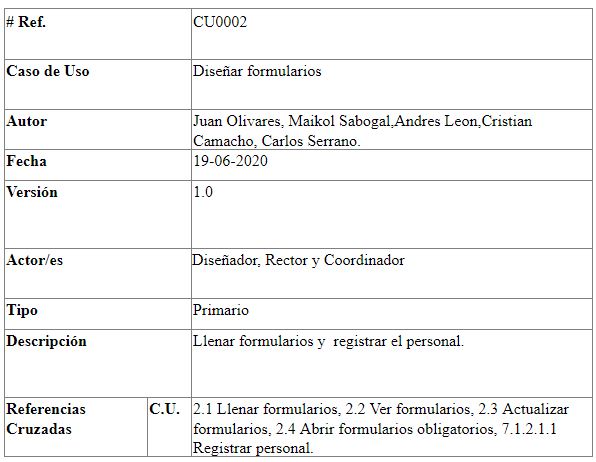 # Ref. CU0002
Caso de Uso Diseñar formularios
Autor Juan Olivares, Maikol Sabogal,Andres Leon,Cristian
Camacho, Carlos Serrano.
Fecha 19-06-2020
Versión 1.0
Actor/es Diseñador, Rector y Coordinador
Tipo Primario
Descripción Llenar formularios y  registrar el personal.
Referencias C.U. 2.1 Llenar formularios, 2.2 Ver formularios, 2.3 Actualizar
Cruzadas formularios, 2.4 Abrir formularios obligatorios, 7.1.2.1.1
Registrar personal.